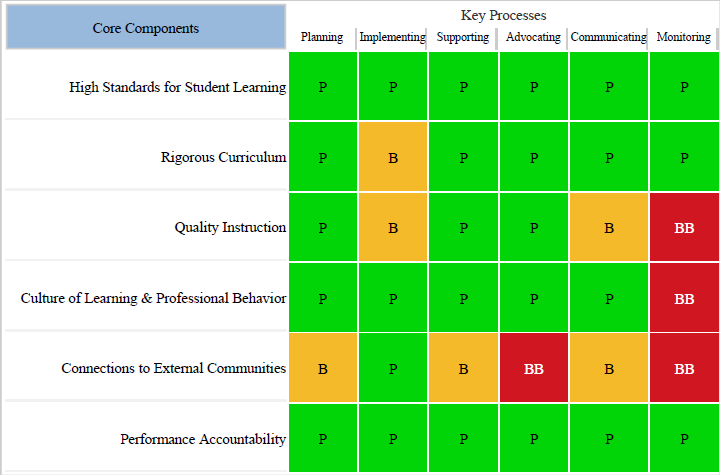 Key Processes
Core Components
Planning Implementing Supporting Advocating Communicating Monitoring
High Standards for Student Learning P P P P P P
Rigorous Curriculum P B P P P P
Quality Instruction P B P P B BB
Culture of Learning & Professional Behavior P P P P P BB
Connections to External Communities B P B BB B BB
Performance Accountability P P P P P P